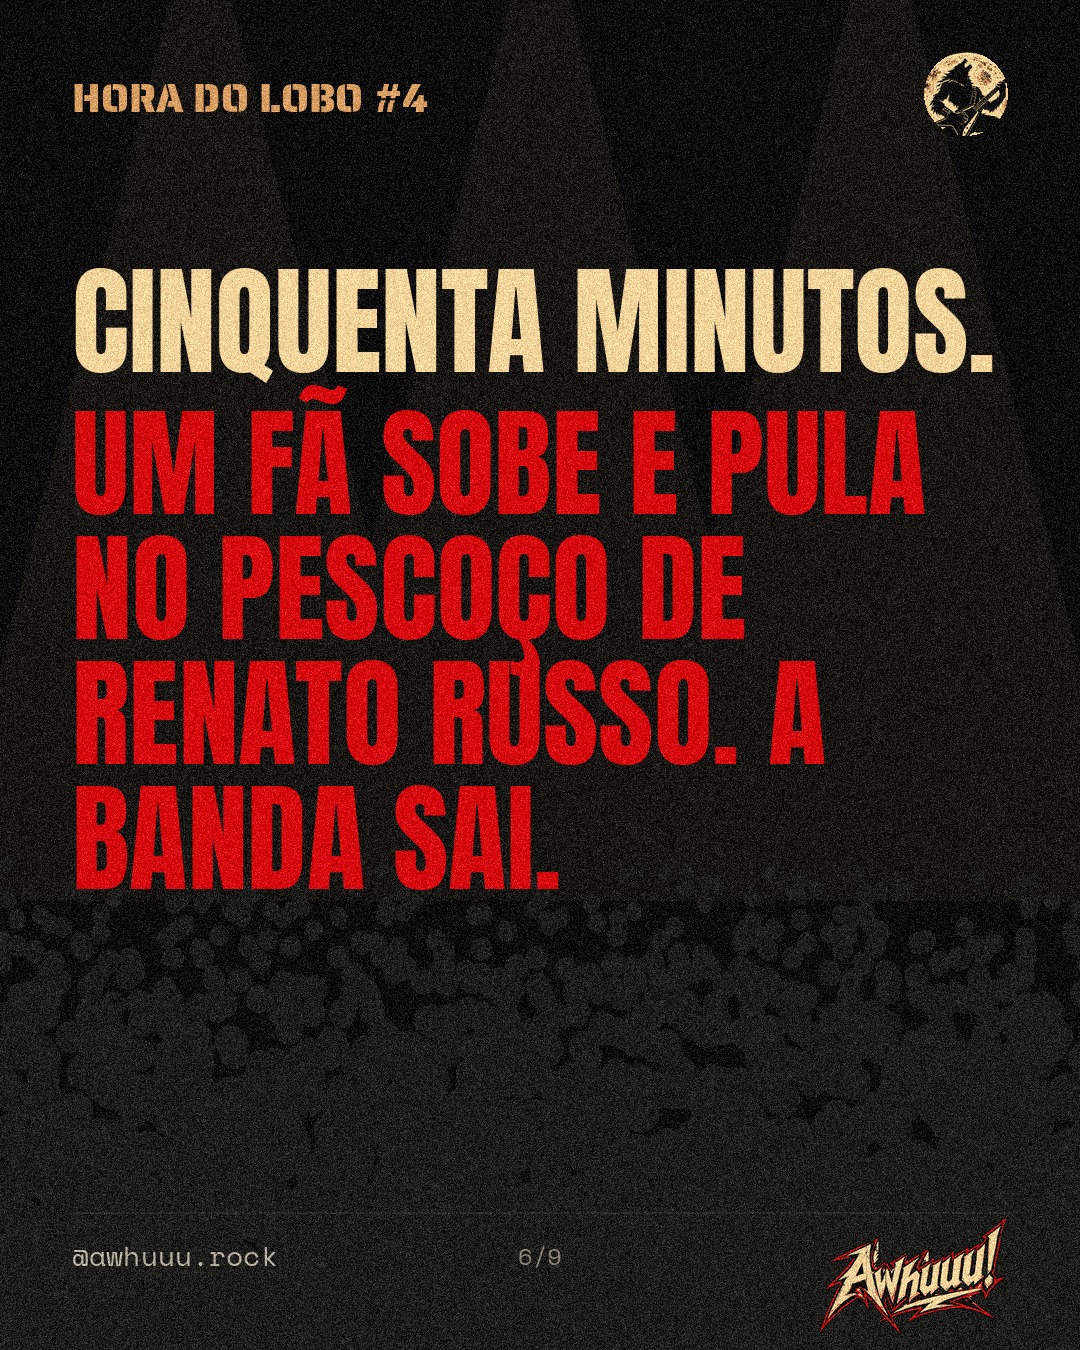 HORA DO LOBO #4
CINQUENTA MINUTOS.
UM FÃ SOBE E PULA
NO PESCOÇO DE
RENATO RUSSO. A
BANDA SAI.
@awhuuu.rock
6/9
Awhuuu!